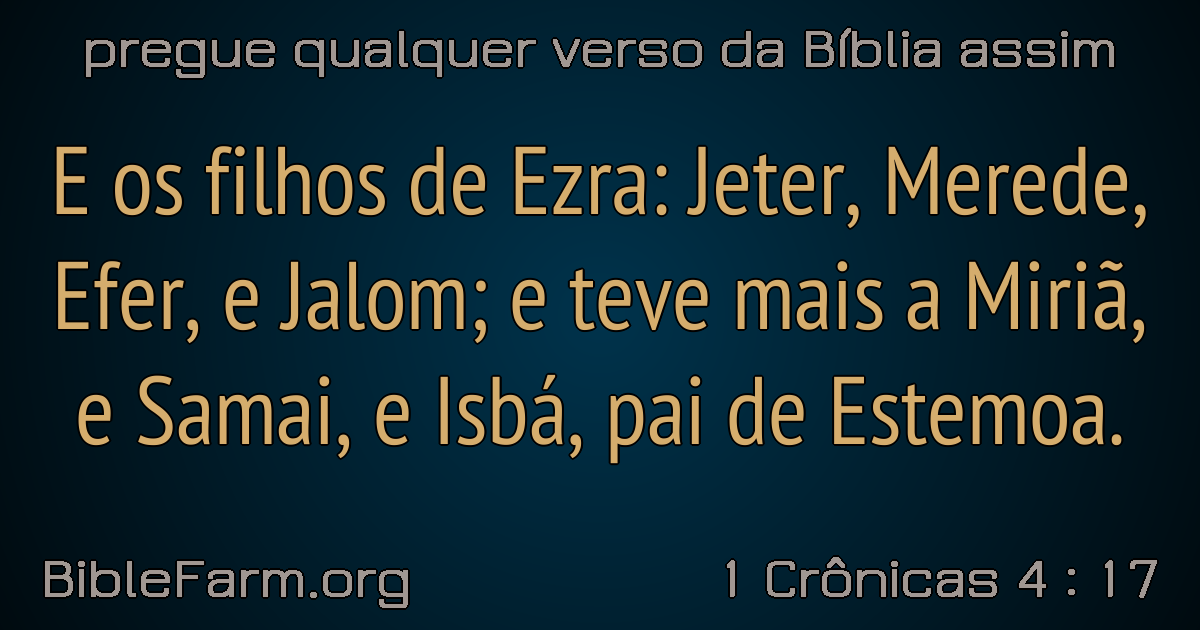 pregue qualquer verso da Bíblia assim
E os filhos de Ezra: Jeter, Merede,
Efer, e Jalom; e teve mais a Miriã,
e Samai, e Isbá, pai de Estemoa.
BibleFarm.org
1 Crônicas 4 : 17